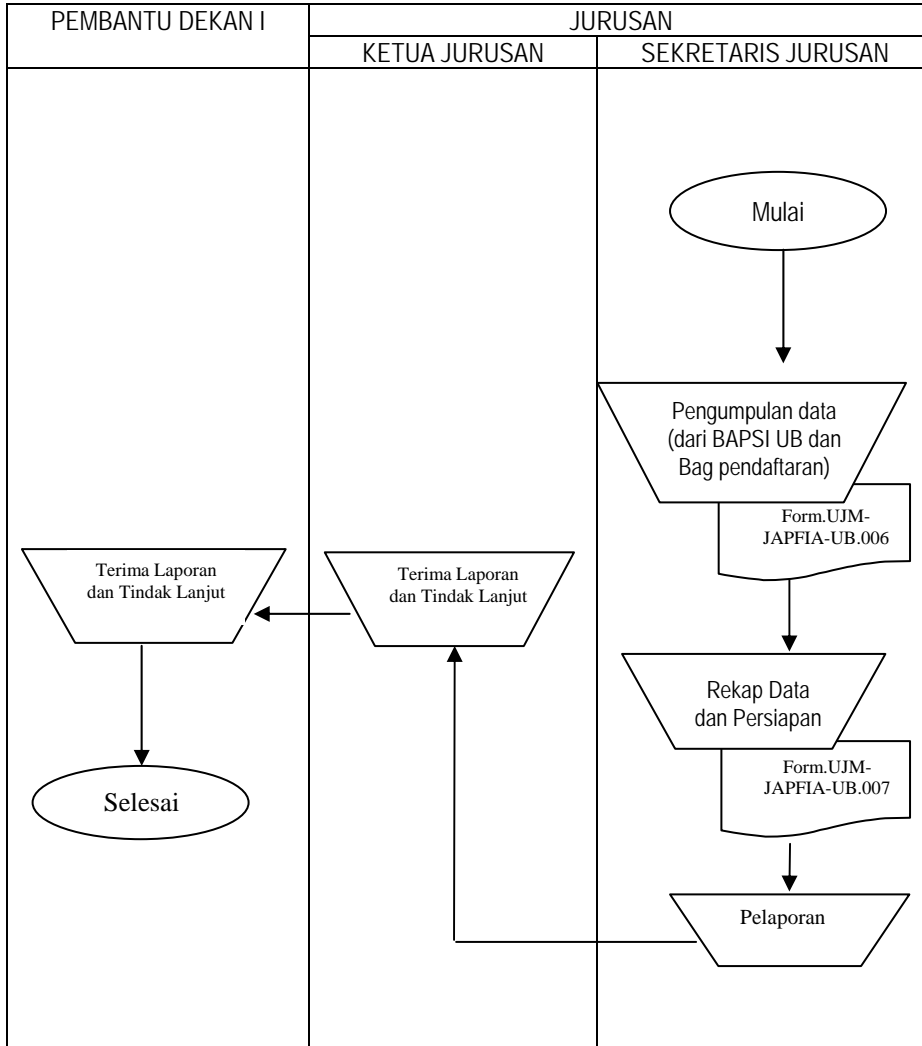 PEMBANTU DEKAN I
JURUSAN
KETUA JURUSAN
SEKRETARIS JURUSAN
Mulai
Pengumpulan data
(dari BAPSI UB dan
Bag pendaftaran)
Form.UJM-
JAPFIA-UB.006
Terima Laporan
dan Tindak Lanjut
Terima Laporan
dan Tindak Lanjut
Rekap Data
dan Persiapan
Form.UJM-
JAPFIA-UB.007
Selesai
Pelaporan